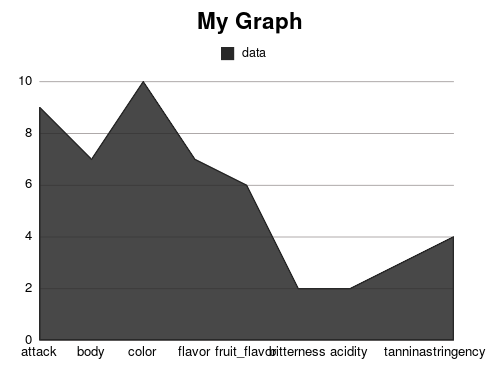 My Graph
data
10
8
6
4
2
0
attack body color flavor fruit_flavor bitterness acidity tannin astringency